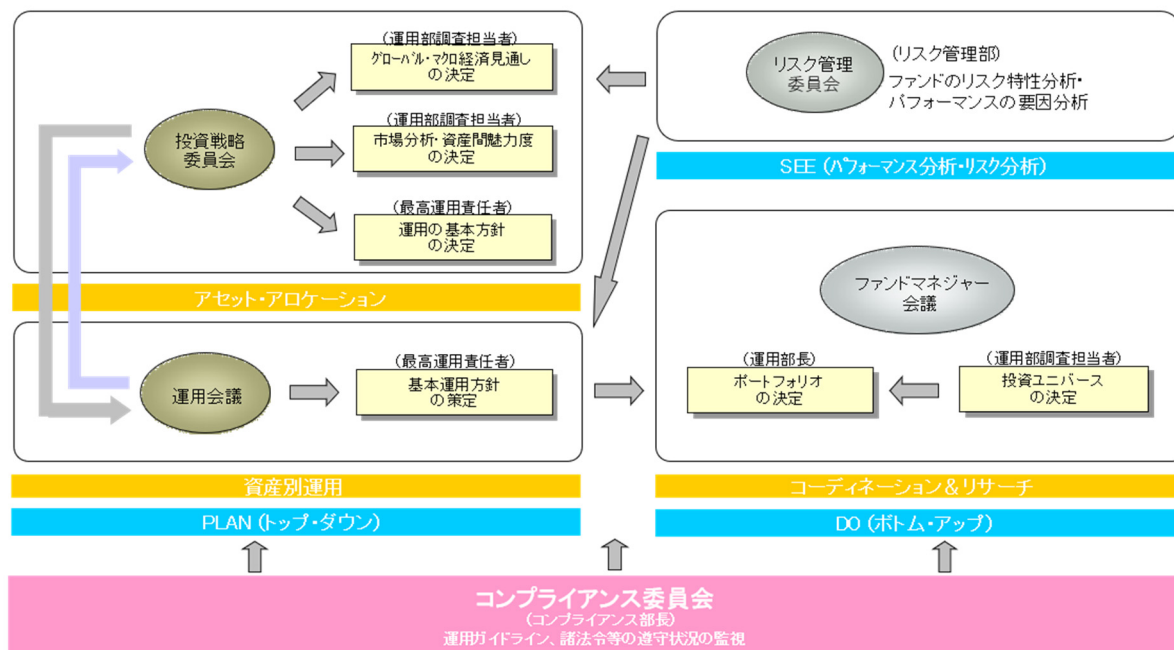 (運用部調査担当者)
グローバル・マクロ経済見通し
の決定
投資戦略
委員会
(運用部調査担当者)
市場分析・資産間魅力度
の決定
(最高運用責任者)
運用の基本方針
の決定
アセット・アロケーション
運用会議
(最高運用責任者)
基本運用方針
の策定
資産別運用
PLAN (トップ・ダウン)
リスク管理
委員会
(リスク管理部)
ファンドのリスク特性分析・
パフォーマンスの要因分析
SEE (パフォーマンス分析・リスク分析)
ファンドマネジャー
会議
(運用部長)
ポートフォリオ
の決定
(運用部調査担当者)
投資ユニバース
の決定
コーディネーション&リサーチ
DO (ボトム・アップ)
コンプライアンス委員会
(コンプライアンス部長)
運用ガイドライン、諸法令等の遵守状況の監視